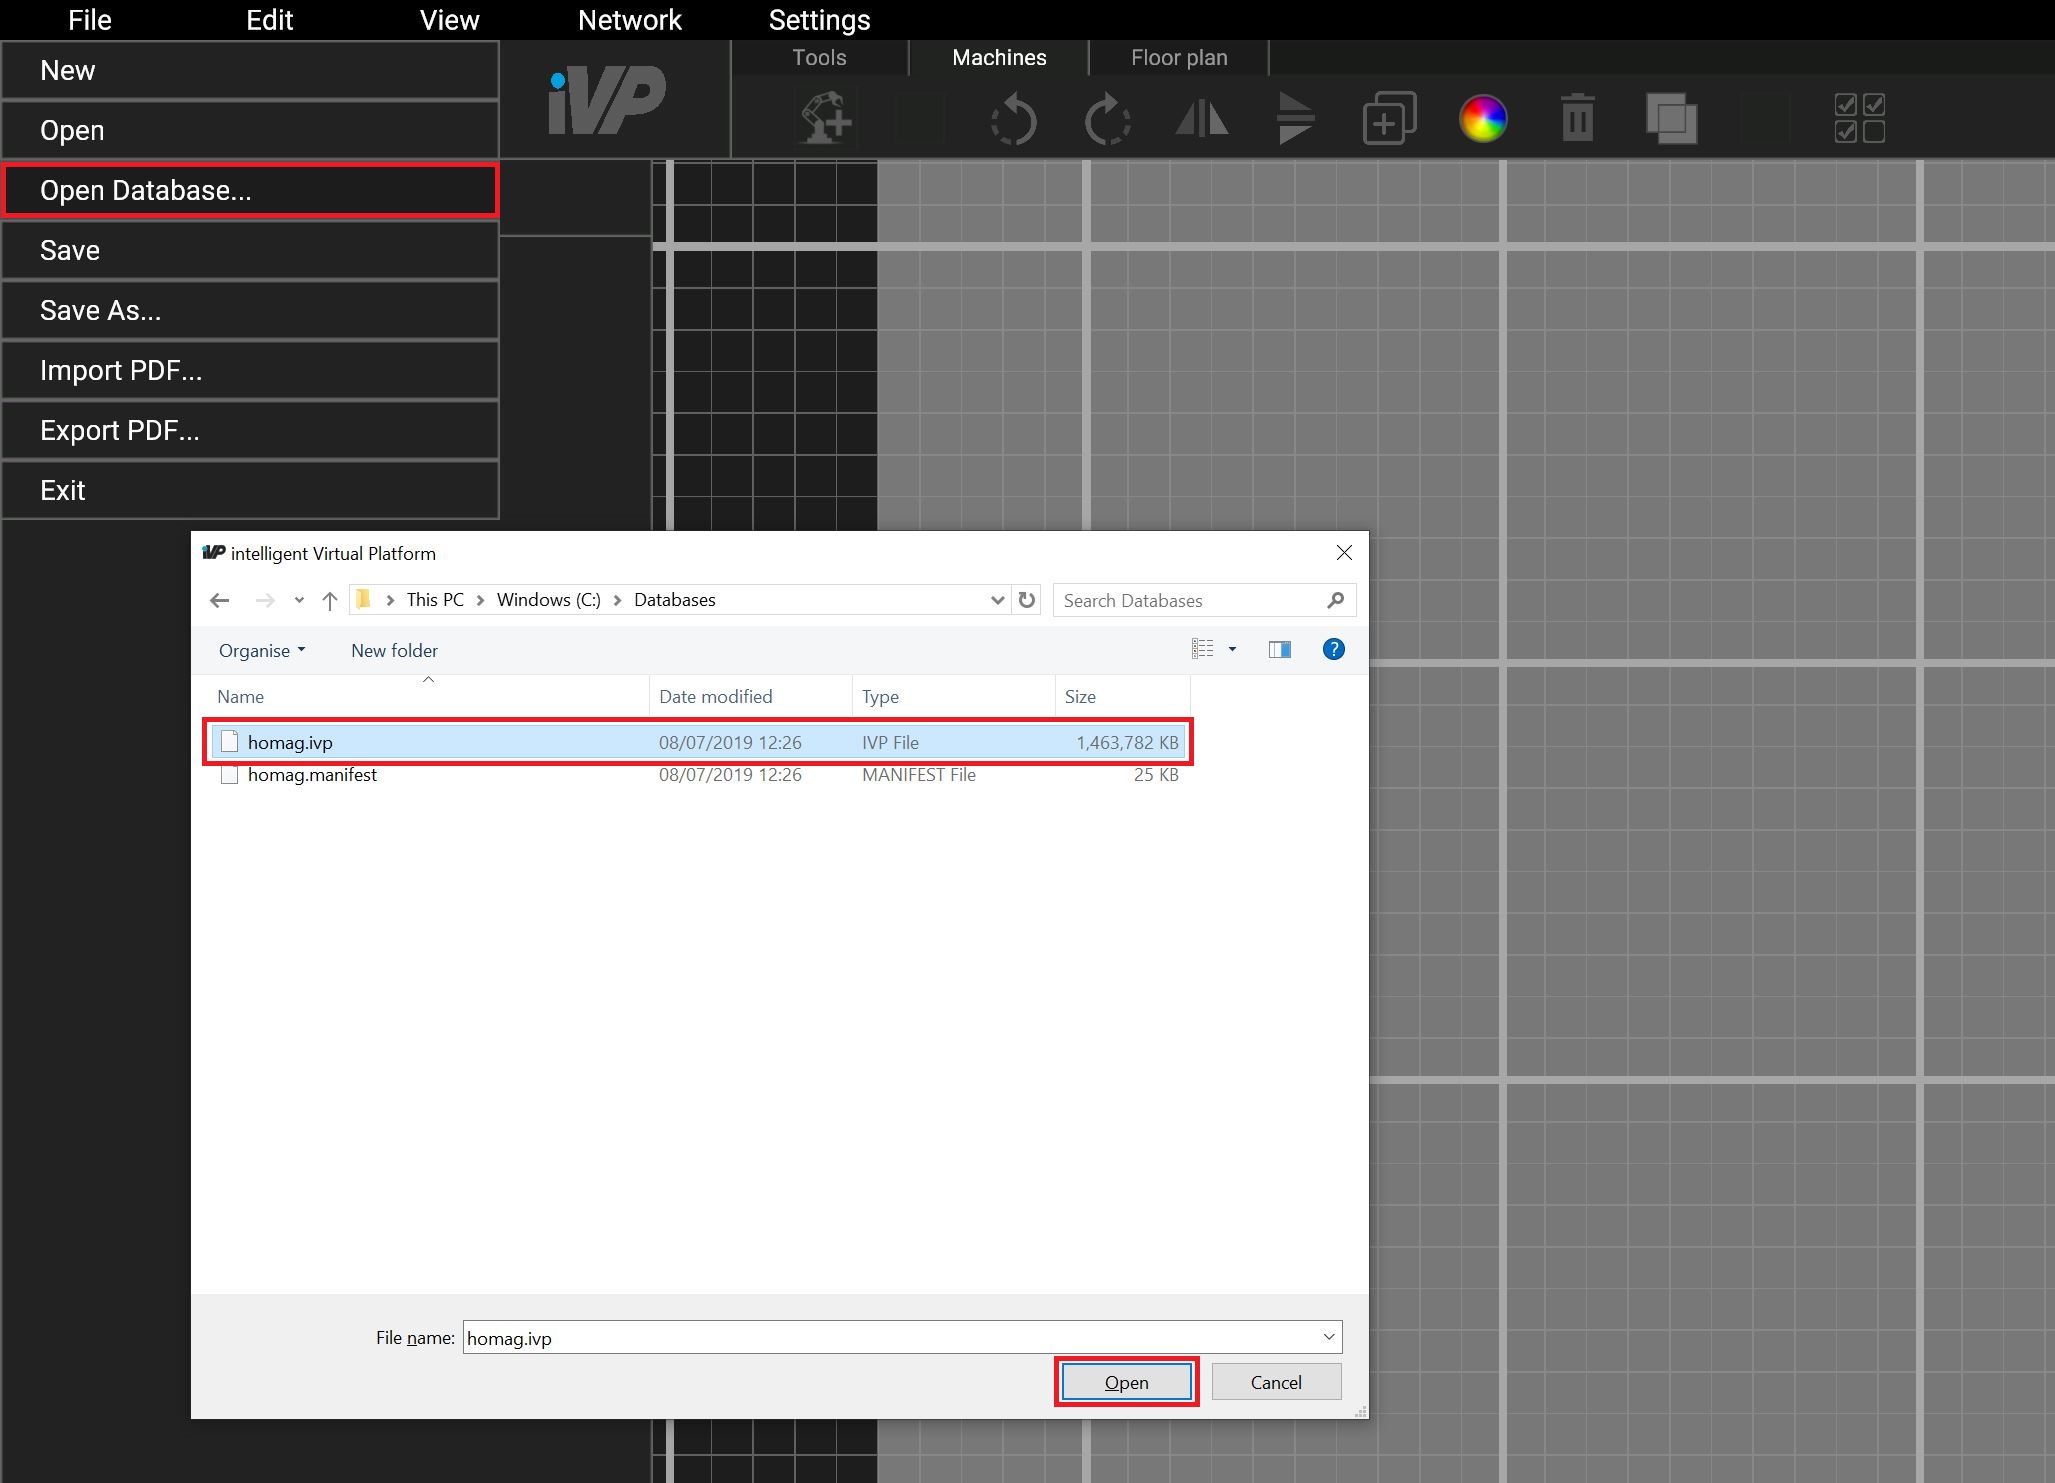 File Edit View Network Settings
New
Open
Open Database...
Save
Save As...
Import PDF...
Export PDF...
Exit
iVP
Tools Machines Floor plan
iVP intelligent Virtual Platform
This PC Windows (C:) Databases
Search Databases
Organise New folder
?
Name Date modified Type Size
homag.ivp 08/07/2019 12:26 IVP File 1,463,782 KB
homag.manifest 08/07/2019 12:26 MANIFEST File 25 KB
File name: homag.ivp
Open Cancel